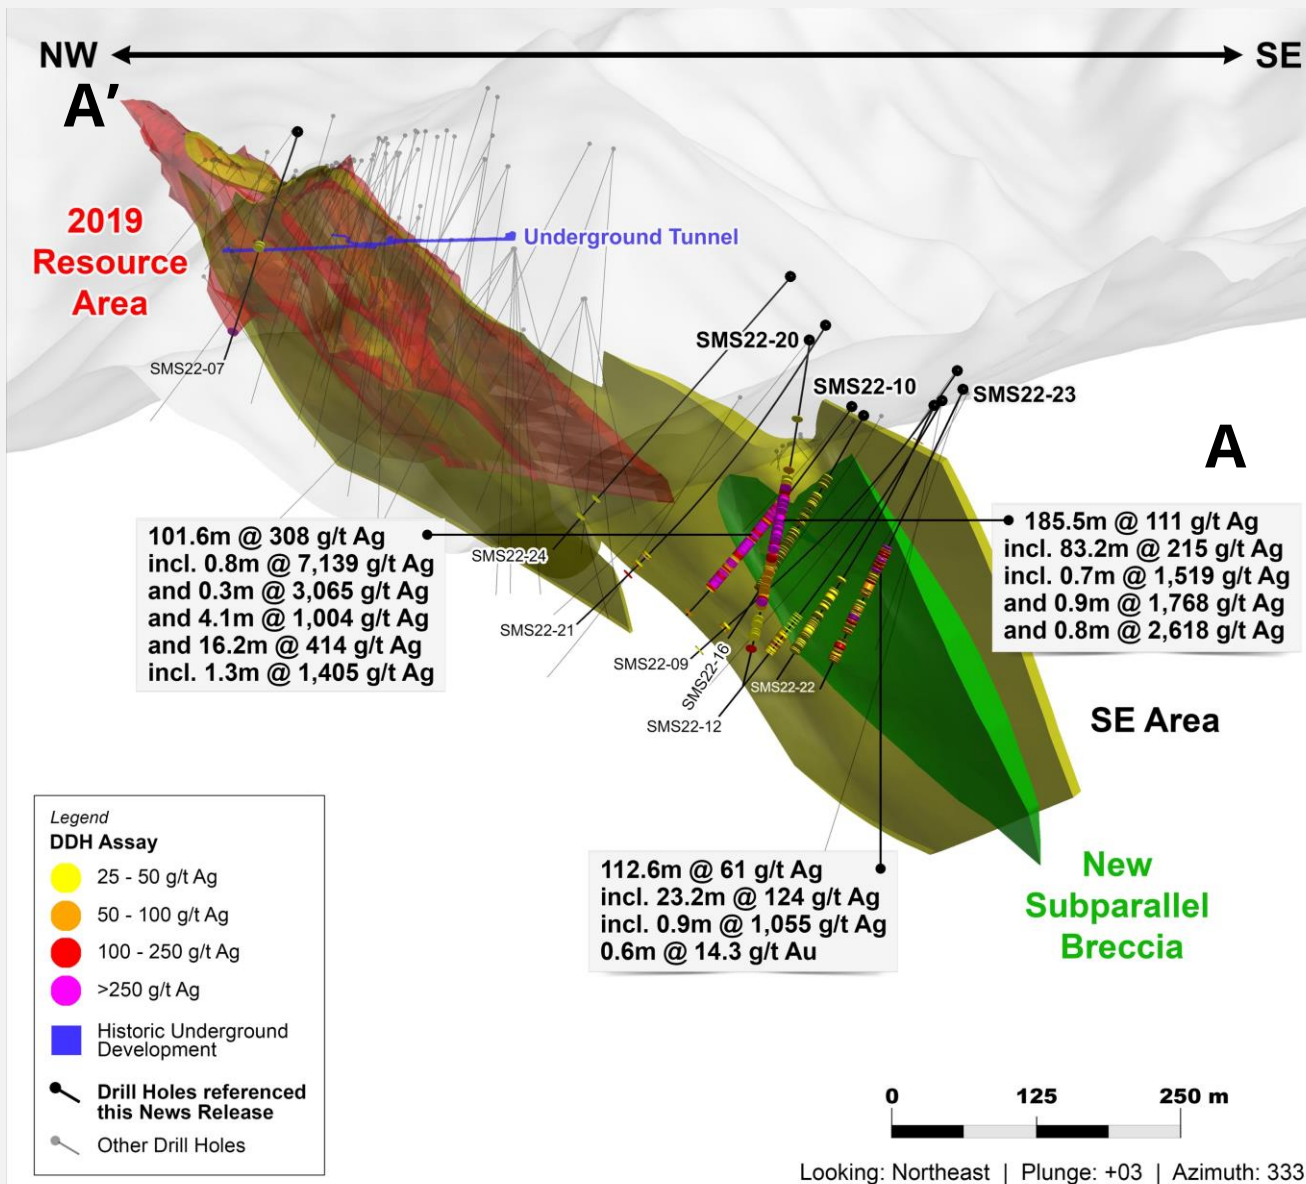 NW
SE
A'
2019
Resource
Area
Underground Tunnel
SMS22-07
SMS22-20
SMS22-10
SMS22-23
A
101.6m @ 308 g/t Ag
incl. 0.8m @ 7,139 g/t Ag
and 0.3m @ 3,065 g/t Ag
and 4.1m @ 1,004 g/t Ag
and 16.2m @ 414 g/t Ag
incl. 1.3m @ 1,405 g/t Ag
185.5m @ 111 g/t Ag
incl. 83.2m @ 215 g/t Ag
incl. 0.7m @ 1,519 g/t Ag
and 0.9m @ 1,768 g/t Ag
and 0.8m @ 2,618 g/t Ag
SMS22-24
SMS22-21
SMS22-09
SMS22-16
SMS22-12
SMS22-22
SE Area
112.6m @ 61 g/t Ag
incl. 23.2m @ 124 g/t Ag
incl. 0.9m @ 1,055 g/t Ag
0.6m @ 14.3 g/t Au
New
Subparallel
Breccia
Legend
DDH Assay
25 - 50 g/t Ag
50 - 100 g/t Ag
100 - 250 g/t Ag
>250 g/t Ag
Historic Underground
Development
Drill Holes referenced
this News Release
Other Drill Holes
0 125 250 m
Looking: Northeast | Plunge: +03 | Azimuth: 333